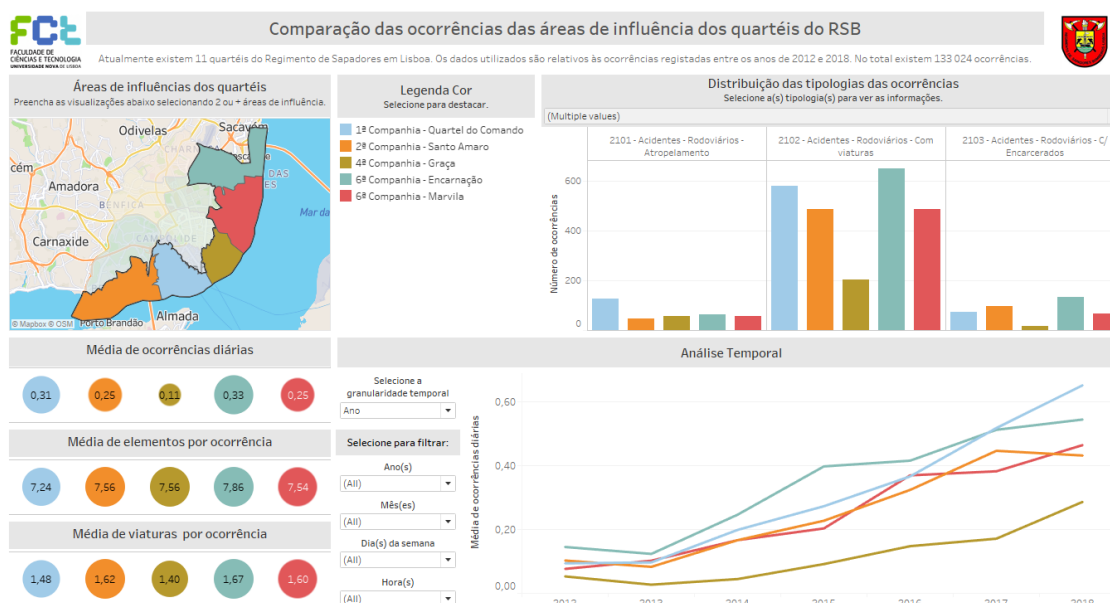 FCt
FACULDADE DE
CIÊNCIAS E TECNOLOGIA
UNIVERSIDADE NOVA DE LISBOA
Comparação das ocorrências das áreas de influência dos quartéis do RSB
Atualmente existem 11 quartéis do Regimento de Sapadores em Lisboa. Os dados utilizados são relativos às ocorrências registadas entre os anos de 2012 e 2018. No total existem 133 024 ocorrências.
Áreas de influências dos quartéis
Preencha as visualizações abaixo selecionando 2 ou + áreas de influência.
Odivelas
Sacavém
cém
Amadora
BENFICA
DAS
Mar da
Carnaxide
CAMPOLIDE
Almada
Porto Brandão
© Mapbox © OSM
Legenda Cor
Selecione para destacar.
1ª Companhia - Quartel do Comando
2ª Companhia - Santo Amaro
4ª Companhia - Graça
6ª Companhia - Encarnação
6ª Companhia - Marvila
Distribuição das tipologias das ocorrências
Selecione a(s) tipologia(s) para ver as informações.
(Multiple values)
2101 - Acidentes - Rodoviários -
Atropelamento
2102 - Acidentes - Rodoviários - Com
viaturas
2103 - Acidentes - Rodoviários - C/
Encarcerados
Número de ocorrências
600
400
200
0
Média de ocorrências diárias
0,31 0,25 0,11 0,33 0,25
Média de elementos por ocorrência
7,24 7,56 7,56 7,86 7,54
Média de viaturas por ocorrência
1,48 1,62 1,40 1,67 1,60
Análise Temporal
Selecione a
granularidade temporal
Ano
Selecione para filtrar:
Ano(s)
(All)
Mês(es)
(All)
Dia(s) da semana
(All)
Hora(s)
(All)
Média de ocorrências diárias
0,60
0,40
0,20
0,00
2012 2013 2014 2015 2016 2017 2018